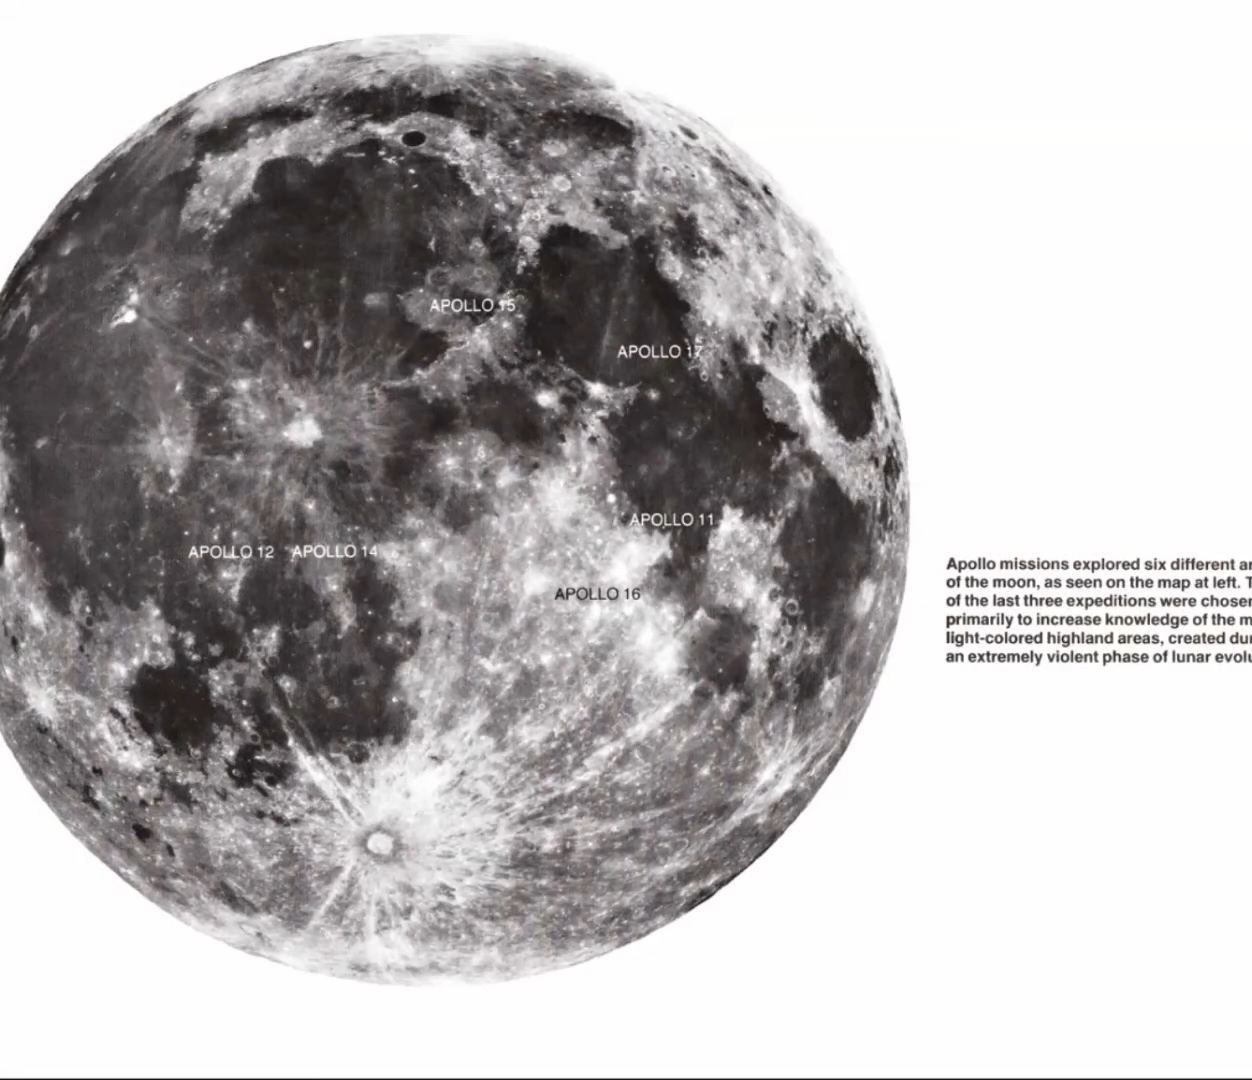 APOLLO 15
APOLLO 17
APOLLO 11
APOLLO 12 APOLLO 14
APOLLO 16
Apollo missions explored six different
of the moon, as seen on the map at left.
of the last three expeditions were
primarily to increase knowledge of the
light-colored highland areas, created
an extremely violent phase of lunar